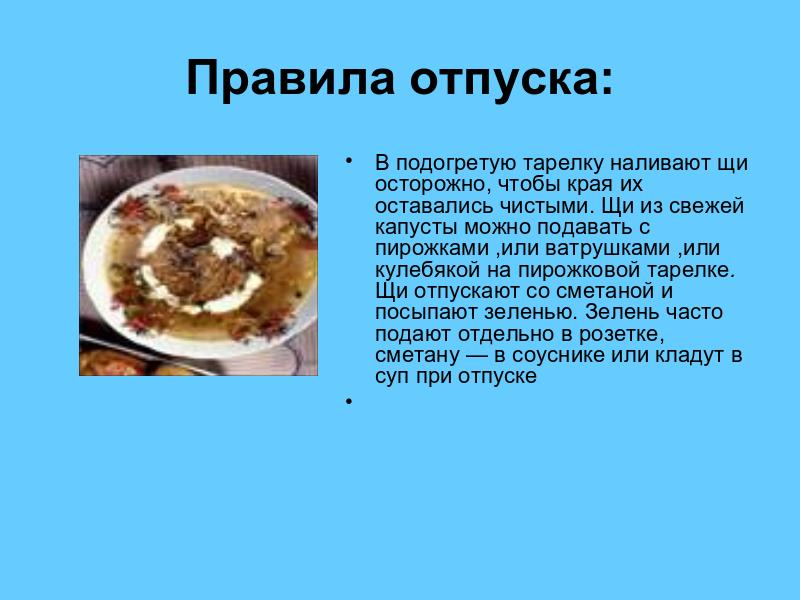 Правила отпуска:
• В подогретую тарелку наливают щи
осторожно, чтобы края их
оставались чистыми. Щи из свежей
капусты можно подавать с
пирожками ,или ватрушками ,или
кулебякой на пирожковой тарелке.
Щи отпускают со сметаной и
посыпают зеленью. Зелень часто
подают отдельно в розетке,
сметану — в соуснике или кладут в
суп при отпуске
•